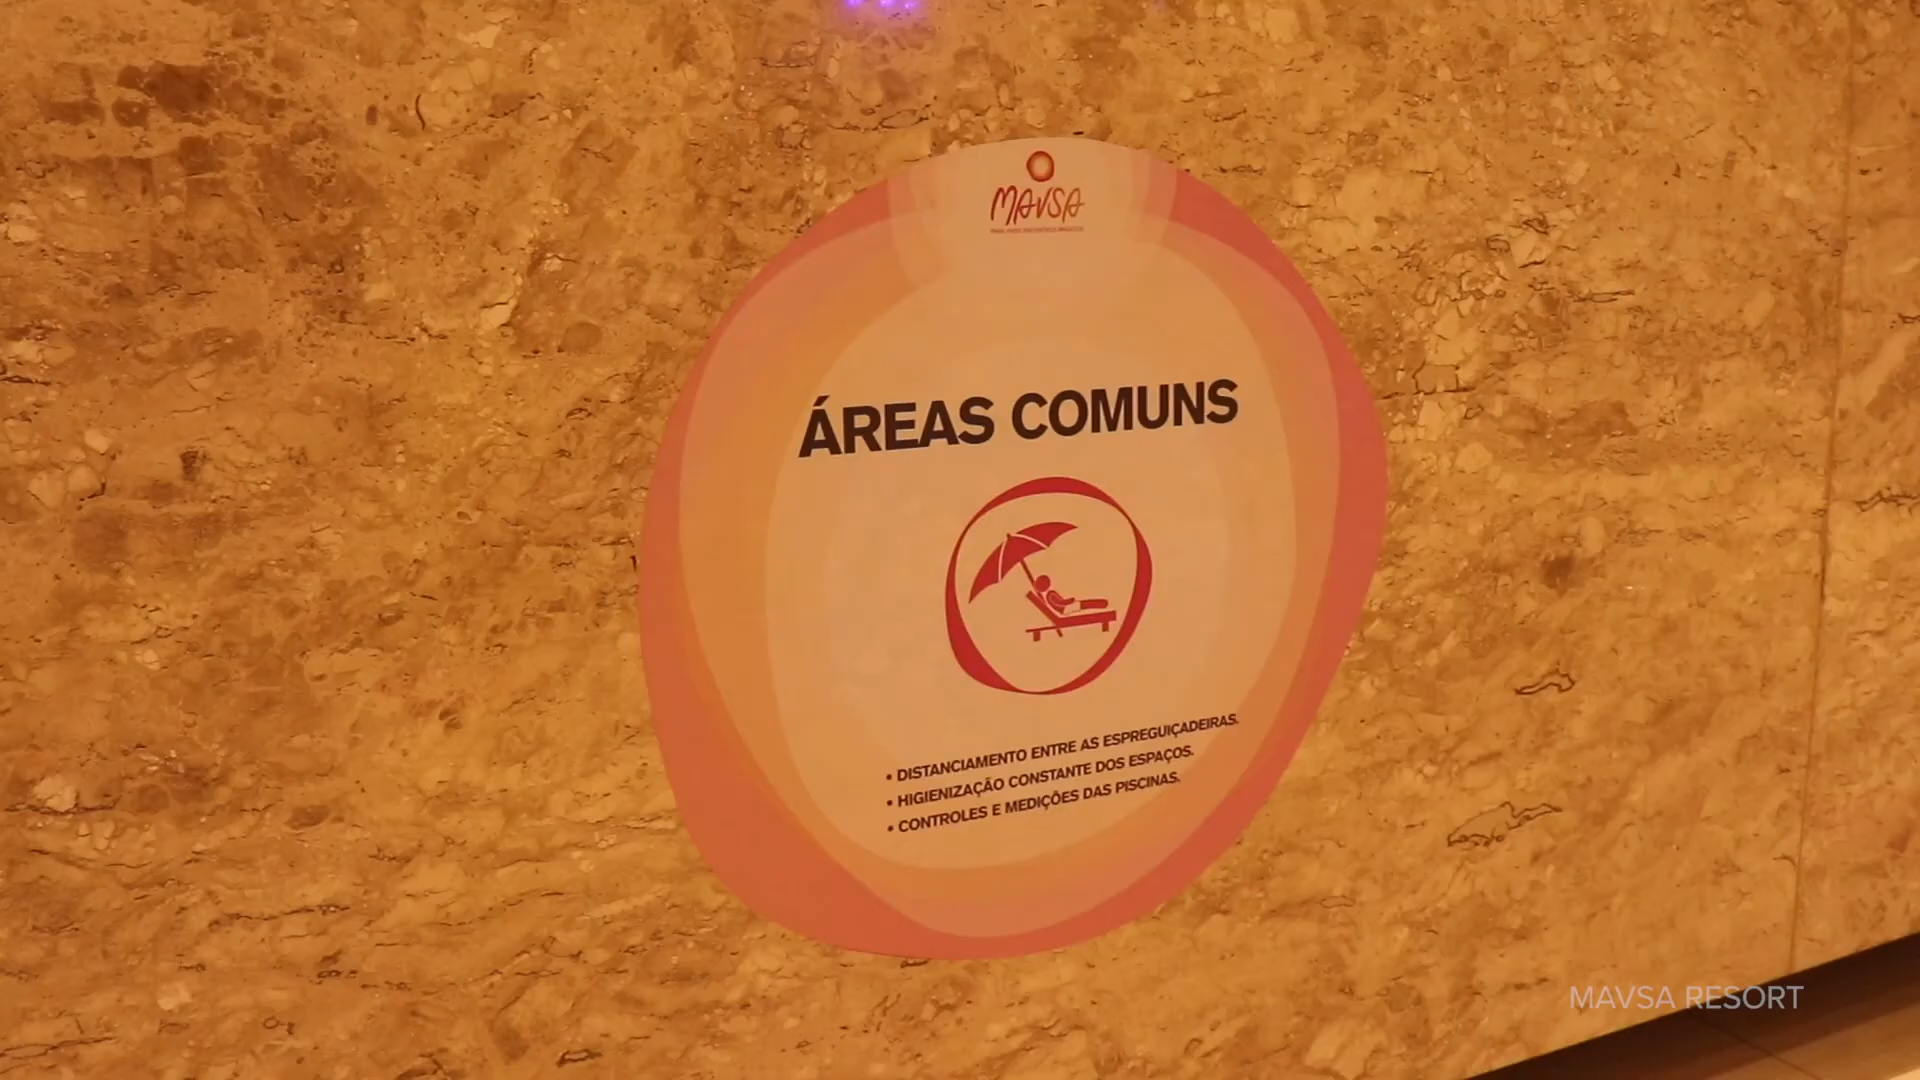 MAVSA
ÁREAS COMUNS
• DISTANCIAMENTO ENTRE AS ESPREGUIÇADEIRAS.
• HIGIENIZAÇÃO CONSTANTE DOS ESPAÇOS.
• CONTROLES E MEDIÇÕES DAS PISCINAS.
MAVSA RESORT